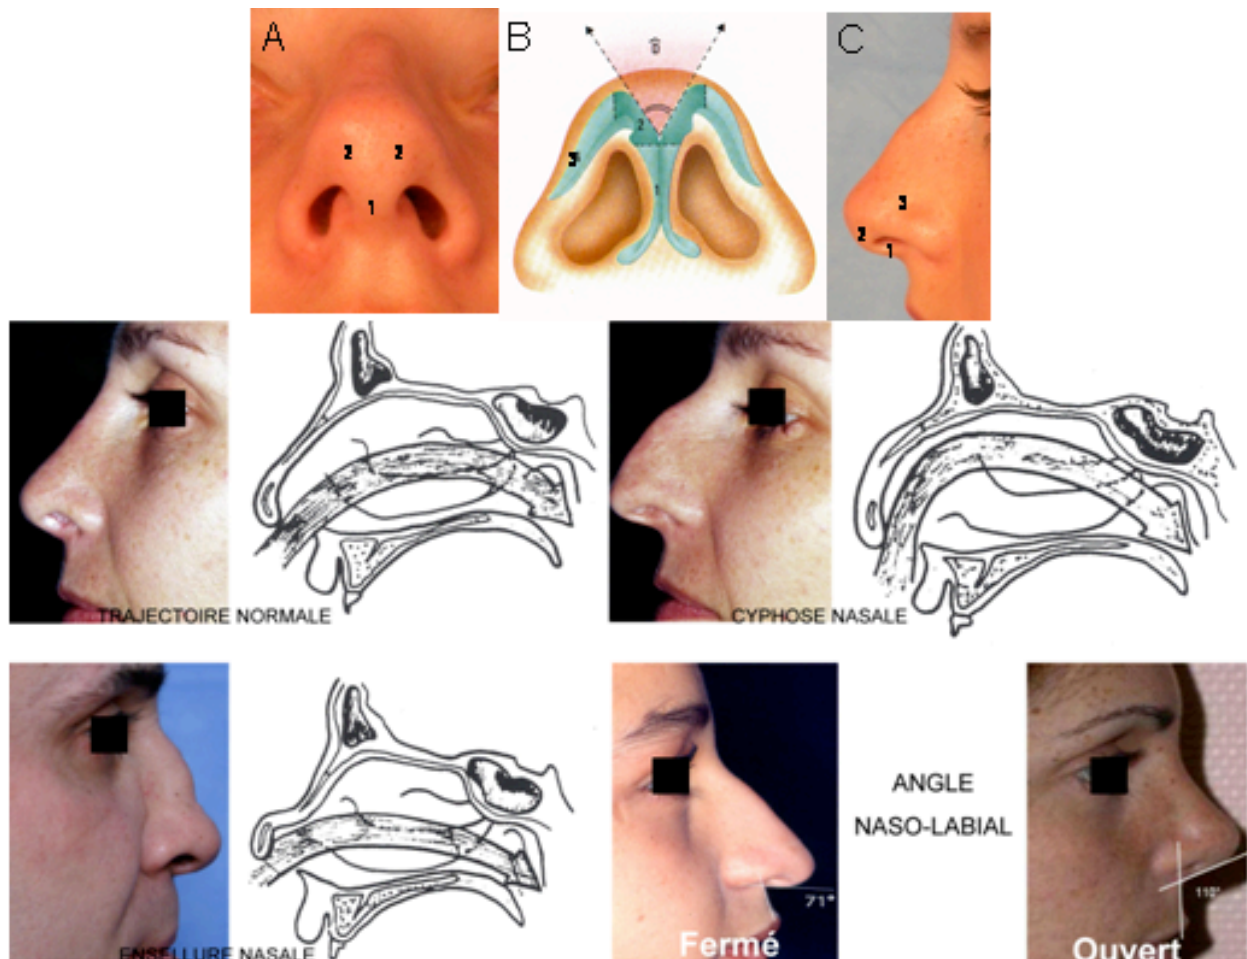 A
B
C
2 2
1
2
3
1
3
2
1
TRAJECTOIRE NORMALE
CYPHOSE NASALE
ENSELLURE NASALE
71°
Fermé
ANGLE
NASO-LABIAL
110°
Ouvert